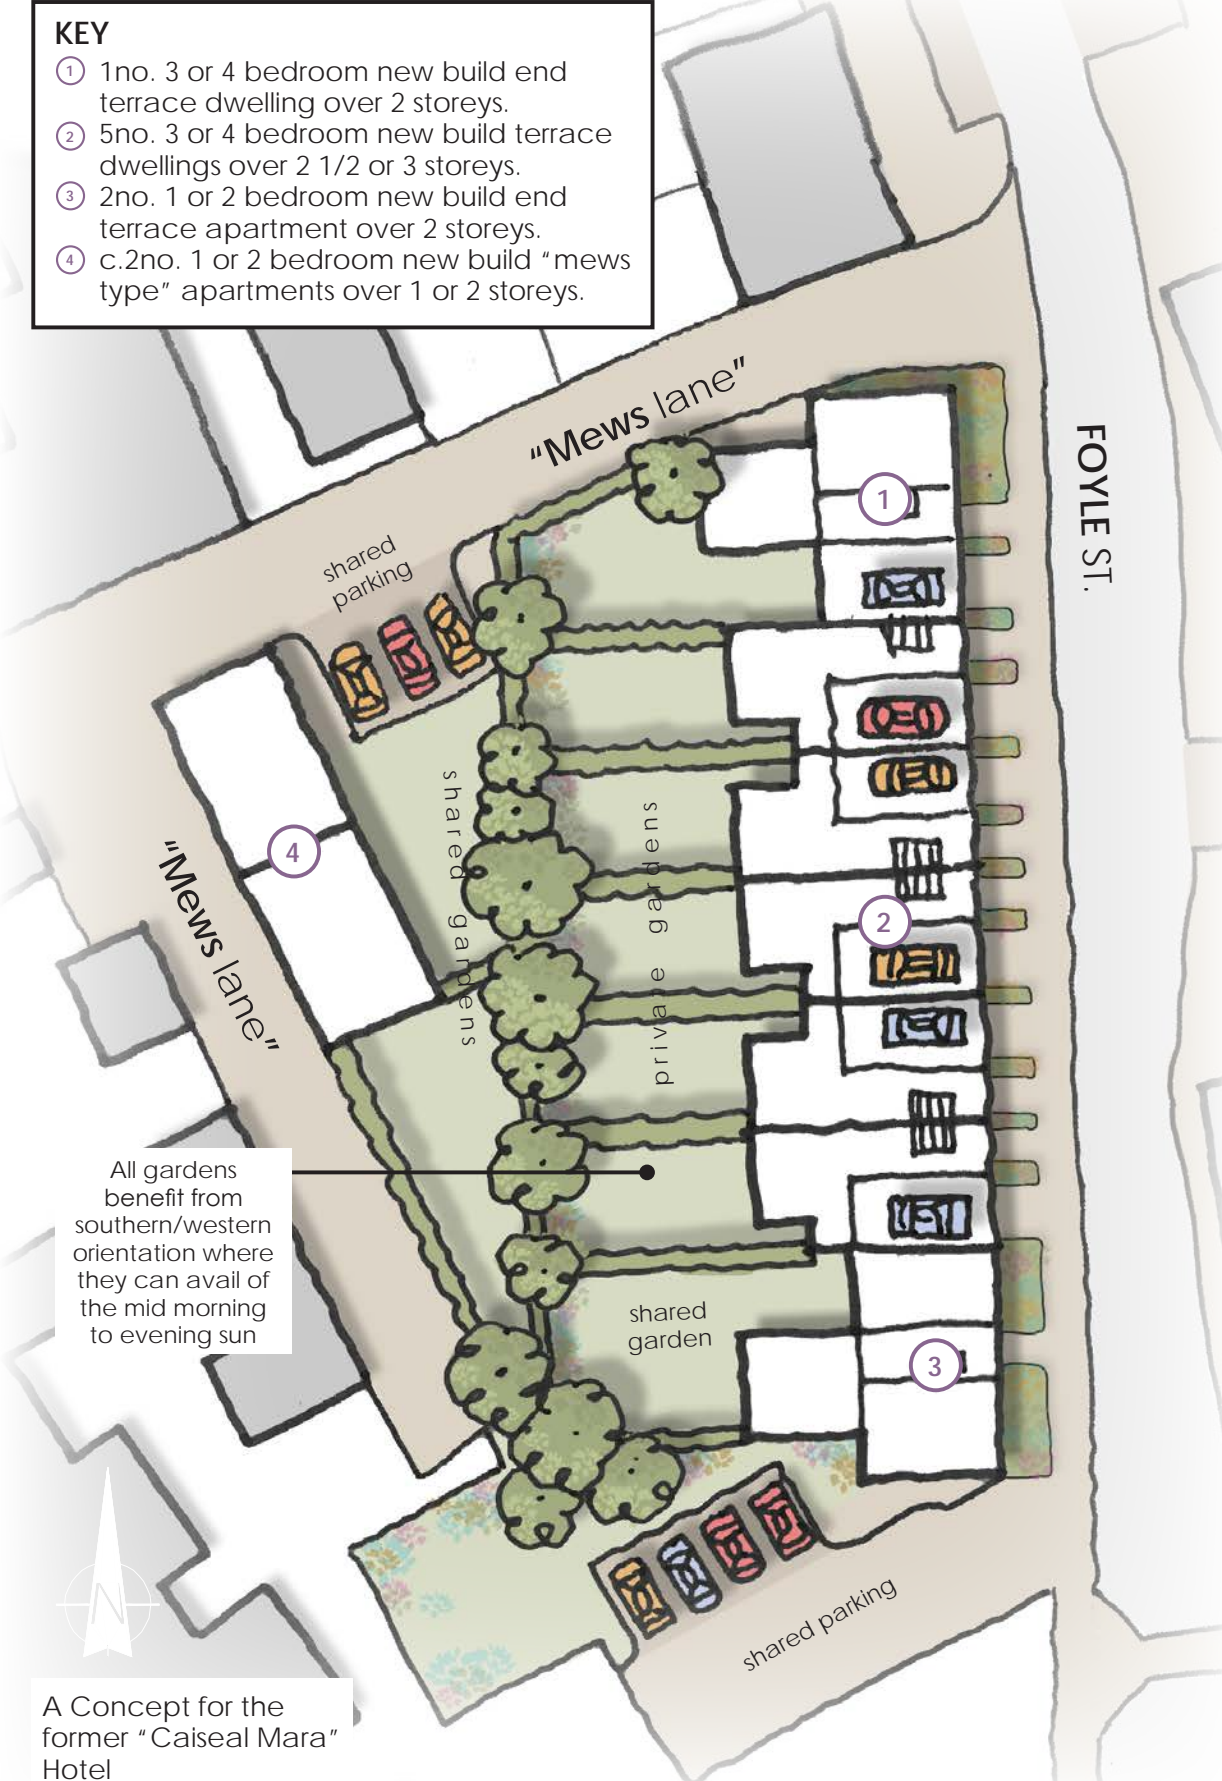 KEY
1 1no. 3 or 4 bedroom new build end
terrace dwelling over 2 storeys.
2 5no. 3 or 4 bedroom new build terrace
dwellings over 2 1/2 or 3 storeys.
3 2no. 1 or 2 bedroom new build end
terrace apartment over 2 storeys.
4 c.2no. 1 or 2 bedroom new build “mews
type” apartments over 1 or 2 storeys.
“Mews lane”
FOYLE ST.
1
shared
parking
shared gardens
private gardens
4
“Mews lane”
2
All gardens
benefit from
southern/western
orientation where
they can avail of
the mid morning
to evening sun
shared
garden
3
shared parking
N
A Concept for the
former “Caiseal Mara”
Hotel